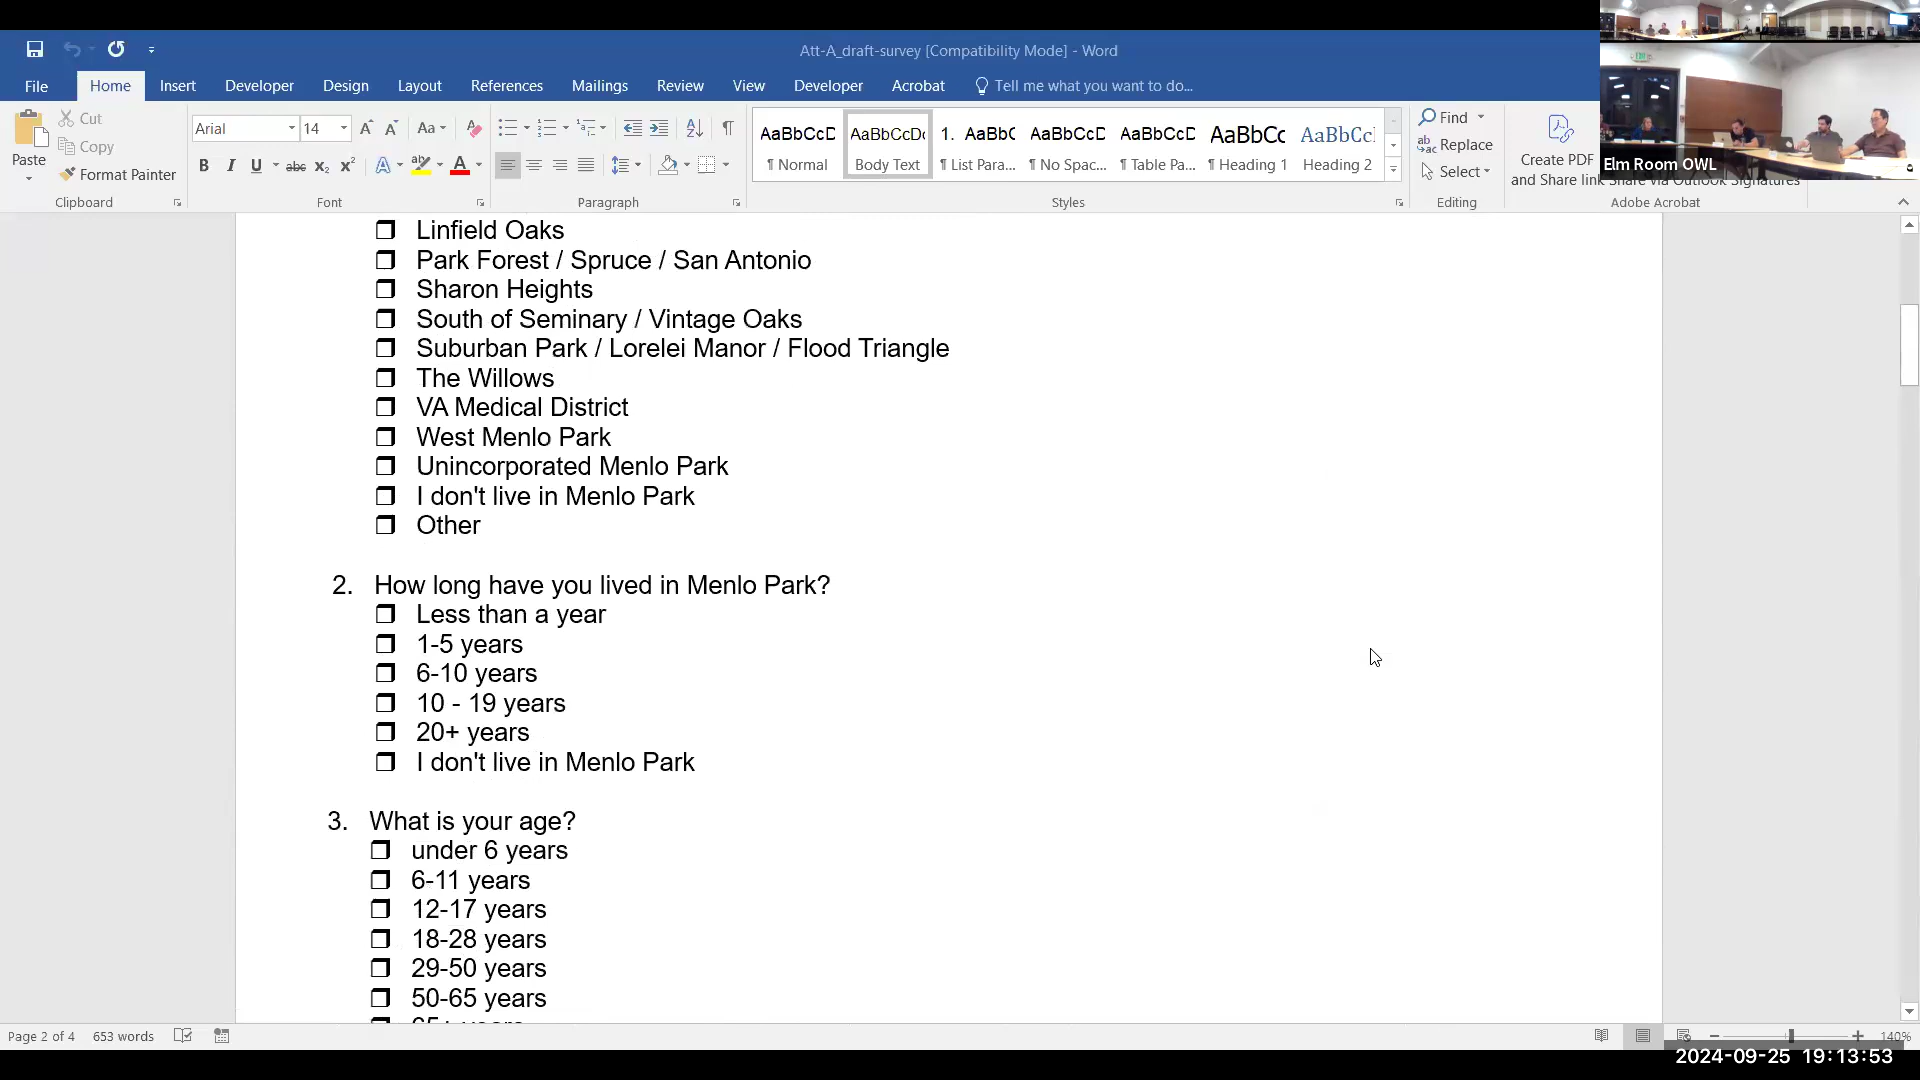 Att-A_draft-survey [Compatibility Mode] - Word
File Home Insert Developer Design Layout References Mailings Review View Developer Acrobat Tell me what you want to do...
Paste
Cut
Copy
Format Painter
Clipboard
Arial 14
Font
Paragraph
AaBbCcD AaBbCcDc 1. AaBbC AaBbCcD AaBbCcD AaBbCc AaBbCc
¶ Normal Body Text ¶ List Para... ¶ No Spac... ¶ Table Pa... ¶ Heading 1 Heading 2
Styles
Find
Replace
Select
Editing
Create PDF
and Share link Share via Outlook Signatures
Adobe Acrobat
Elm Room OWL
Linfield Oaks
Park Forest / Spruce / San Antonio
Sharon Heights
South of Seminary / Vintage Oaks
Suburban Park / Lorelei Manor / Flood Triangle
The Willows
VA Medical District
West Menlo Park
Unincorporated Menlo Park
I don't live in Menlo Park
Other
2. How long have you lived in Menlo Park?
Less than a year
1-5 years
6-10 years
10 - 19 years
20+ years
I don't live in Menlo Park
3. What is your age?
under 6 years
6-11 years
12-17 years
18-28 years
29-50 years
50-65 years
65+ years
Page 2 of 4 653 words
140%
2024-09-25 19:13:53